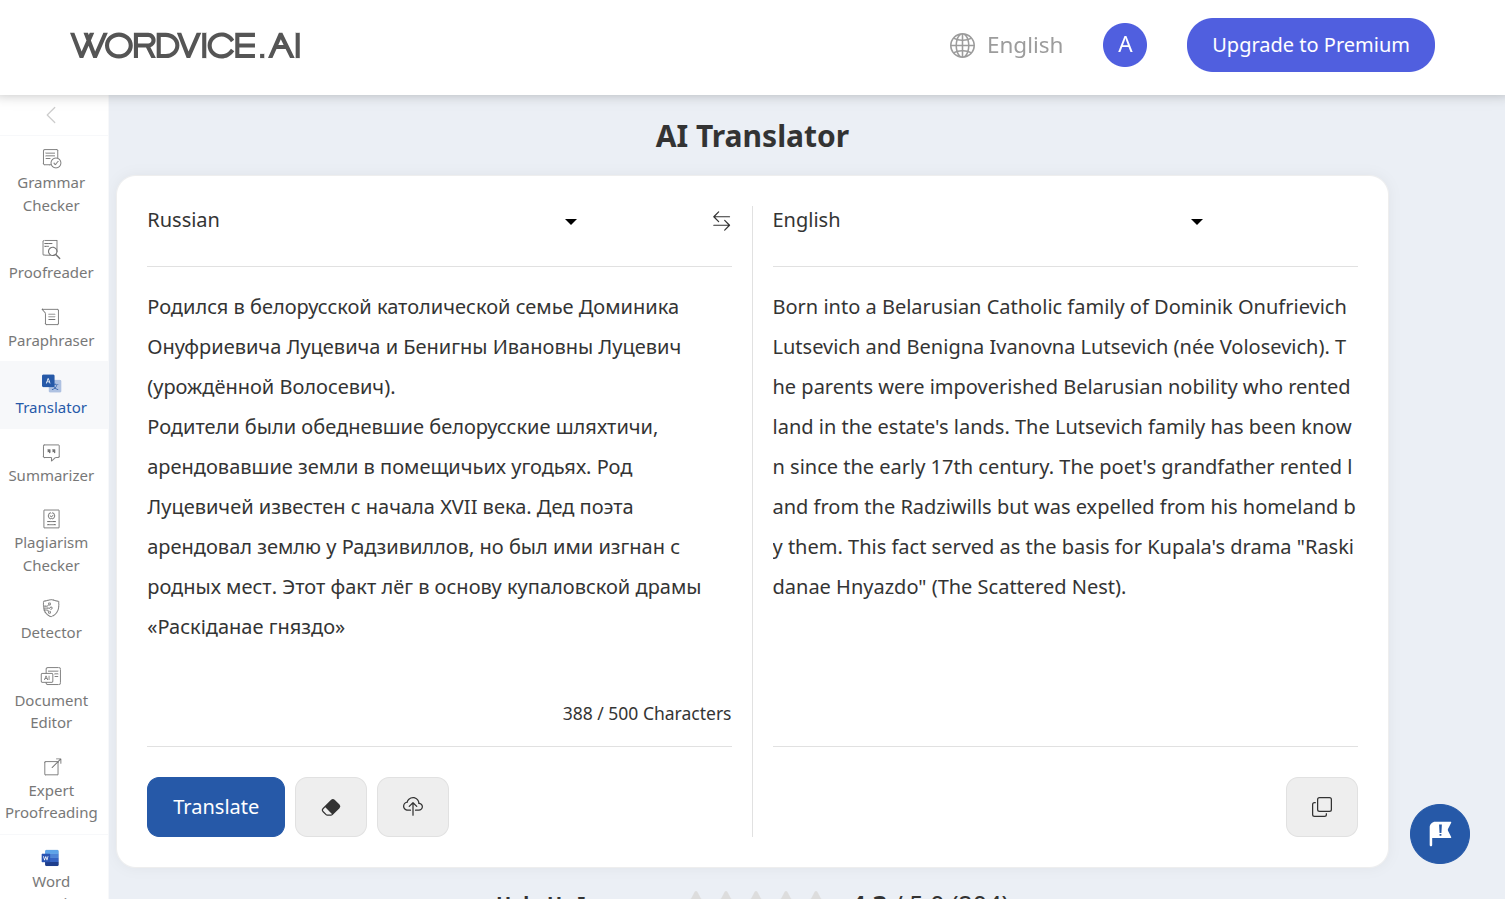 WORDVICE.AI
English
A
Upgrade to Premium
Grammar
Checker
Proofreader
Paraphraser
Translator
Summarizer
Plagiarism
Checker
Detector
Document
Editor
Expert
Proofreading
Word
AI Translator
Russian
Родился в белорусской католической семье Доминика
Онуфриевича Луцевича и Бенигны Ивановны Луцевич
(урождённой Волосевич).
Родители были обедневшие белорусские шляхтичи,
арендовавшие земли в помещичьих угодьях. Род
Луцевичей известен с начала XVII века. Дед поэта
арендовал землю у Радзивиллов, но был ими изгнан с
родных мест. Этот факт лёг в основу купаловской драмы
«Раскіданае гняздо»
388 / 500 Characters
Translate
English
Born into a Belarusian Catholic family of Dominik Onufrievich
Lutsevich and Benigna Ivanovna Lutsevich (née Volosevich). T
he parents were impoverished Belarusian nobility who rented
land in the estate's lands. The Lutsevich family has been know
n since the early 17th century. The poet's grandfather rented l
and from the Radziwills but was expelled from his homeland b
y them. This fact served as the basis for Kupala's drama "Raski
danae Hnyazdo" (The Scattered Nest).